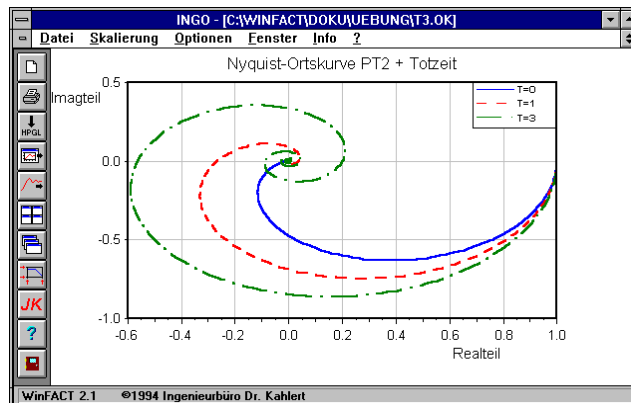 INGO - [C:\WINFACT\DOKU\UEBUNG\T3.OK]
Datei Skalierung Optionen Fenster Info ?
Nyquist-Ortskurve PT2 + Totzeit
Imagteil
0.5
0.0
-0.5
-1.0
T=0
T=1
T=3
-0.6 -0.4 -0.2 0.0 0.2 0.4 0.6 0.8 1.0
Realteil
HPGL
JK
?
WinFACT 2.1 ©1994 Ingenieurbüro Dr. Kahlert